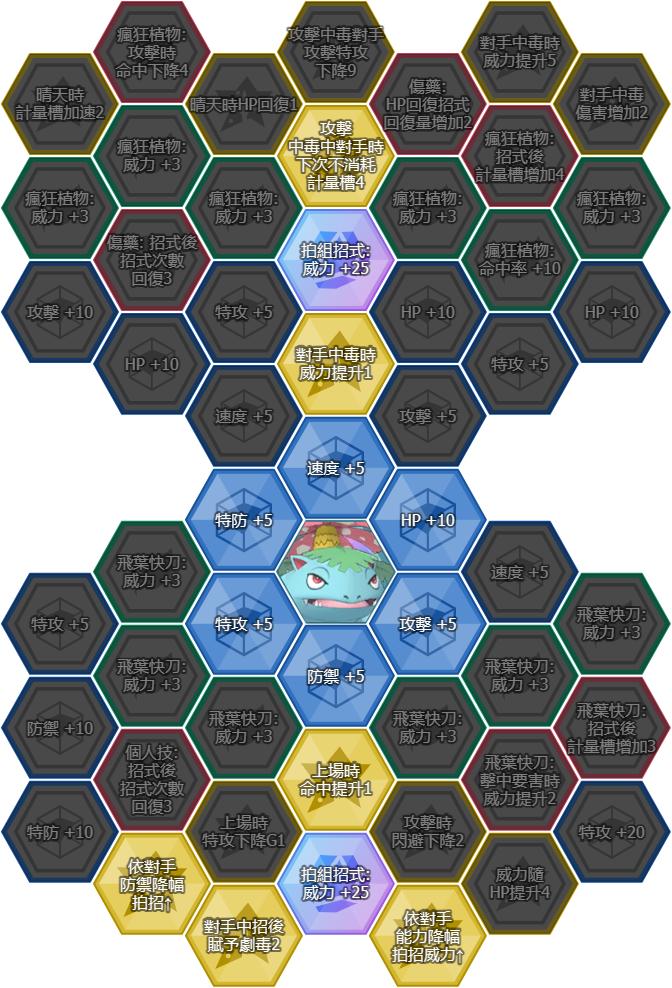 瘋狂植物:
攻擊時
命中下降4
攻擊中毒對手
攻擊特攻
下降9
對手中毒時
威力提升5
晴天時
計量槽加速2
晴天時HP回復1
傷藥:
HP回復招式
回復量增加2
對手中毒
傷害增加2
瘋狂植物:
威力 +3
攻擊
中毒中對手時
下次不消耗
計量槽4
瘋狂植物:
招式後
計量槽增加4
瘋狂植物:
威力 +3
瘋狂植物:
威力 +3
瘋狂植物:
威力 +3
瘋狂植物:
威力 +3
傷藥: 招式後
招式次數
回復3
拍組招式:
威力 +25
瘋狂植物:
命中率 +10
攻擊 +10
特攻 +5
HP +10
HP +10
HP +10
對手中毒時
威力提升1
特攻 +5
速度 +5
攻擊 +5
速度 +5
特防 +5
HP +10
飛葉快刀:
威力 +3
速度 +5
特攻 +5
特攻 +5
攻擊 +5
飛葉快刀:
威力 +3
飛葉快刀:
威力 +3
防禦 +5
飛葉快刀:
威力 +3
防禦 +10
飛葉快刀:
威力 +3
飛葉快刀:
威力 +3
飛葉快刀:
招式後
計量槽增加3
個人技:
招式後
招式次數
回復3
上場時
命中提升1
飛葉快刀:
擊中要害時
威力提升2
特防 +10
上場時
特攻下降G1
攻擊時
閃避下降2
特攻 +20
依對手
防禦降幅
拍招↑
拍組招式:
威力 +25
威力隨
HP提升4
對手中招後
賦予劇毒2
依對手
能力降幅
拍招威力↑